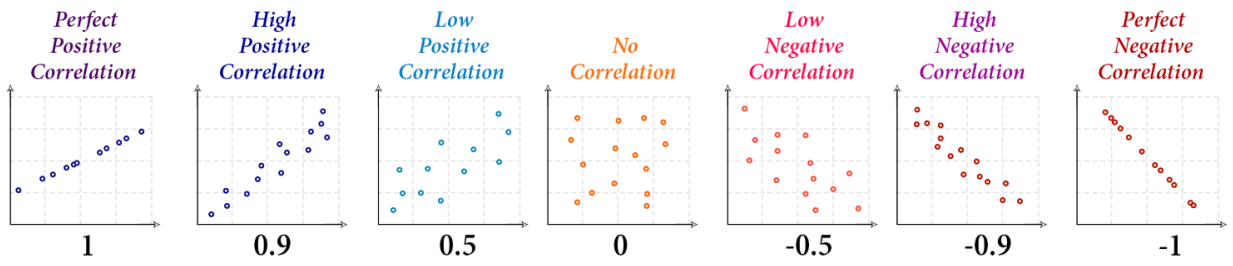 Perfect
Positive
Correlation
High
Positive
Correlation
Low
Positive
Correlation
No
Correlation
Low
Negative
Correlation
High
Negative
Correlation
Perfect
Negative
Correlation
1
0.9
0.5
0
-0.5
-0.9
-1